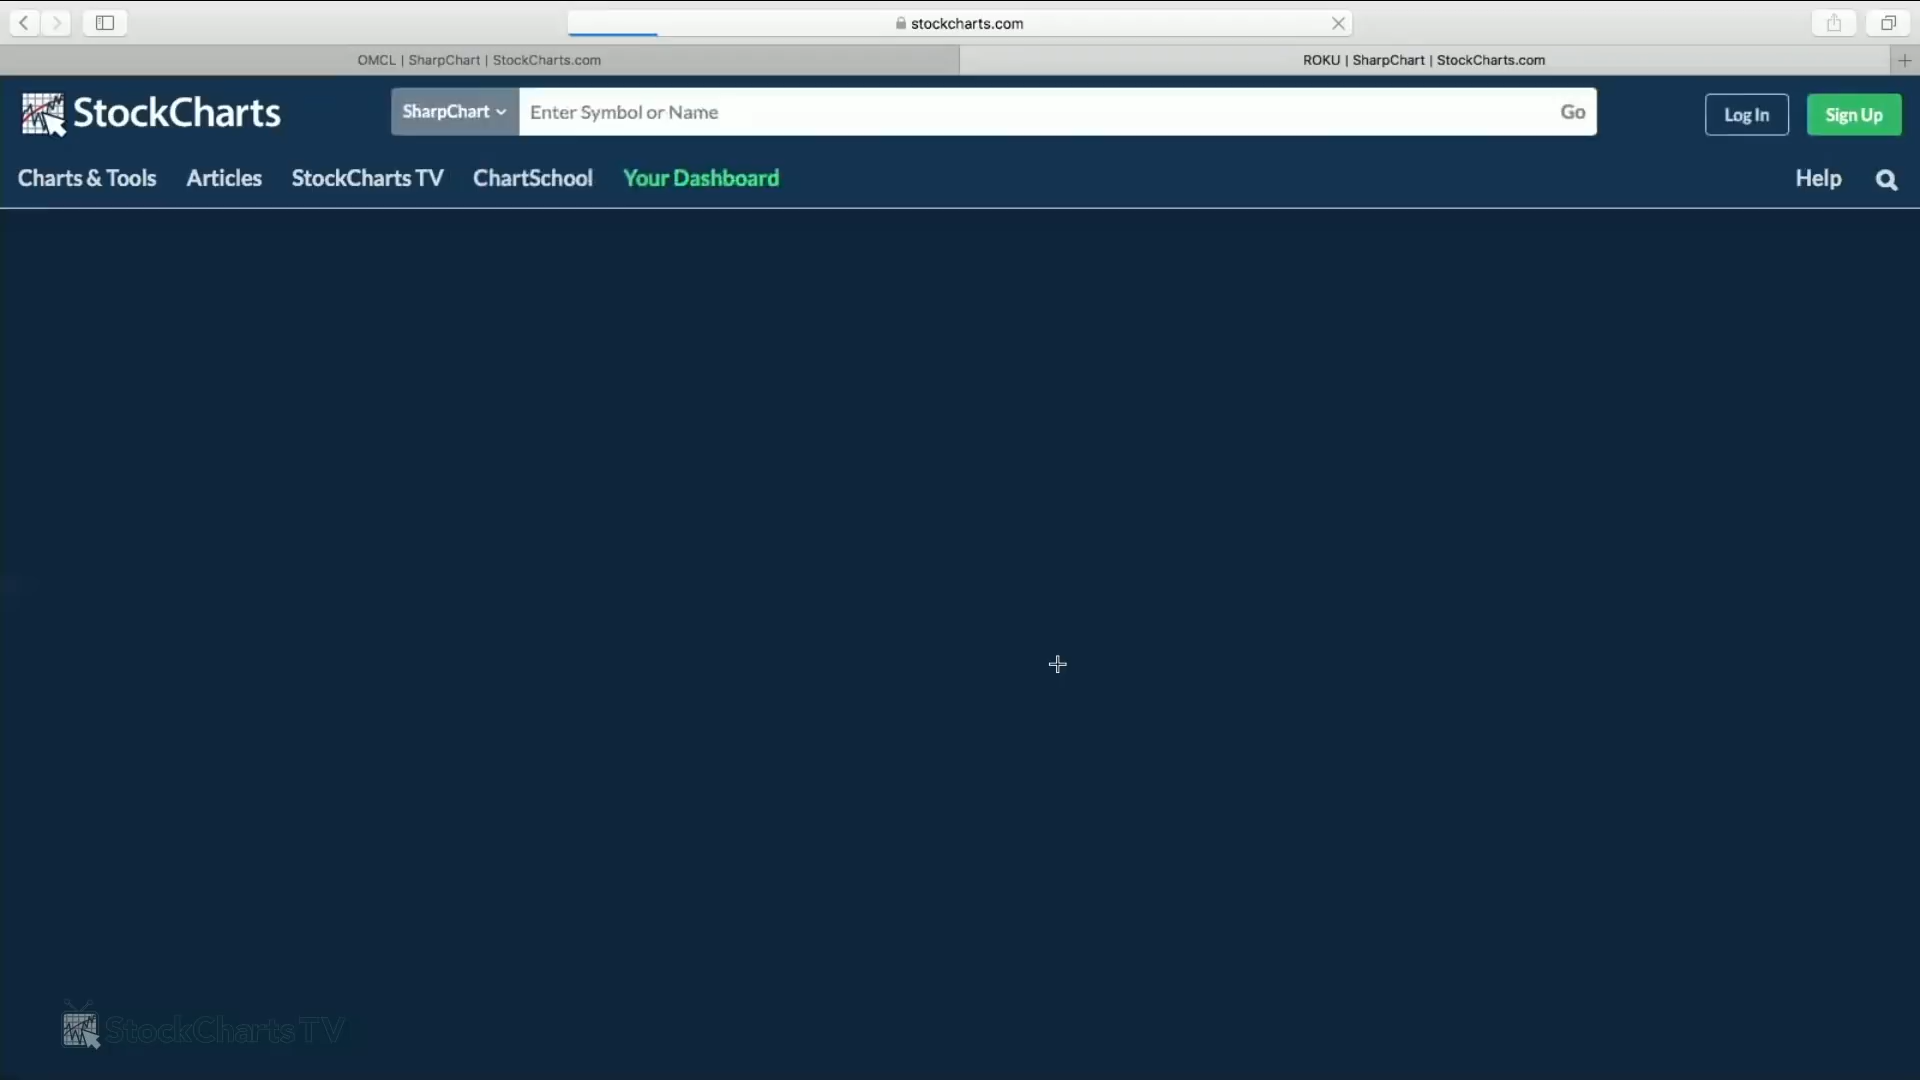 stockcharts.com
OMCL | SharpChart | StockCharts.com
ROKU | SharpChart | StockCharts.com
StockCharts
SharpChart
Enter Symbol or Name
Go
Log In
Sign Up
Charts & Tools
Articles
StockCharts TV
ChartSchool
Your Dashboard
Help
StockCharts TV